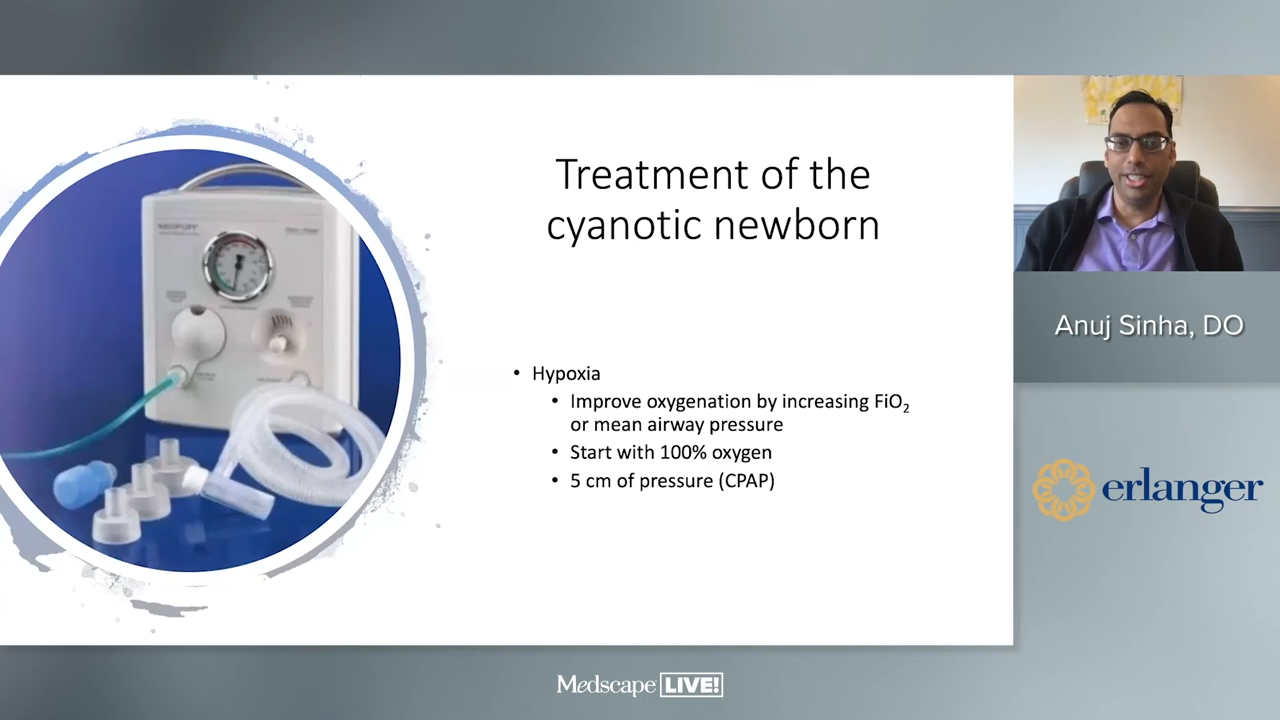 NEOPUFF
Treatment of the
cyanotic newborn
• Hypoxia
• Improve oxygenation by increasing FiO₂
or mean airway pressure
• Start with 100% oxygen
• 5 cm of pressure (CPAP)
Anuj Sinha, DO
erlanger
Medscape LIVE!